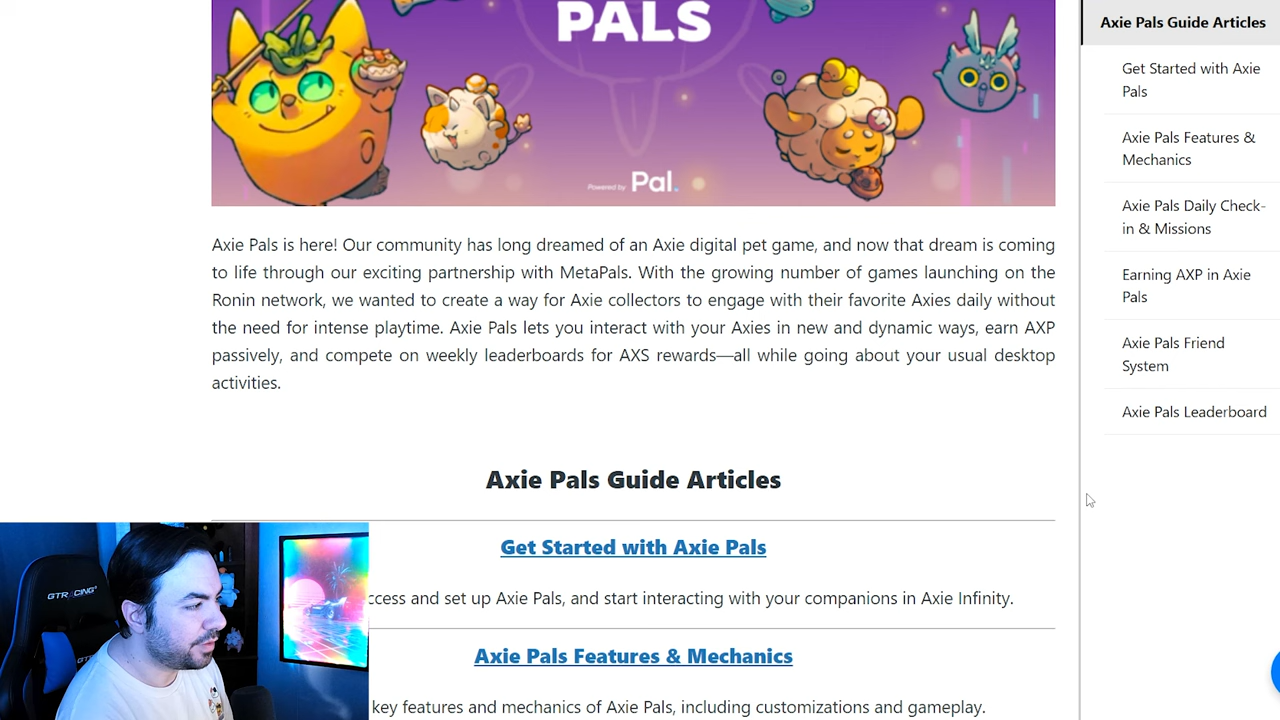 PALS
Powered by Pal.
Axie Pals is here! Our community has long dreamed of an Axie digital pet game, and now that dream is coming
to life through our exciting partnership with MetaPals. With the growing number of games launching on the
Ronin network, we wanted to create a way for Axie collectors to engage with their favorite Axies daily without
the need for intense playtime. Axie Pals lets you interact with your Axies in new and dynamic ways, earn AXP
passively, and compete on weekly leaderboards for AXS rewards—all while going about your usual desktop
activities.
Axie Pals Guide Articles
Get Started with Axie Pals
ccess and set up Axie Pals, and start interacting with your companions in Axie Infinity.
Axie Pals Features & Mechanics
key features and mechanics of Axie Pals, including customizations and gameplay.
GTRACING
Axie Pals Guide Articles
Get Started with Axie
Pals
Axie Pals Features &
Mechanics
Axie Pals Daily Check-
in & Missions
Earning AXP in Axie
Pals
Axie Pals Friend
System
Axie Pals Leaderboard